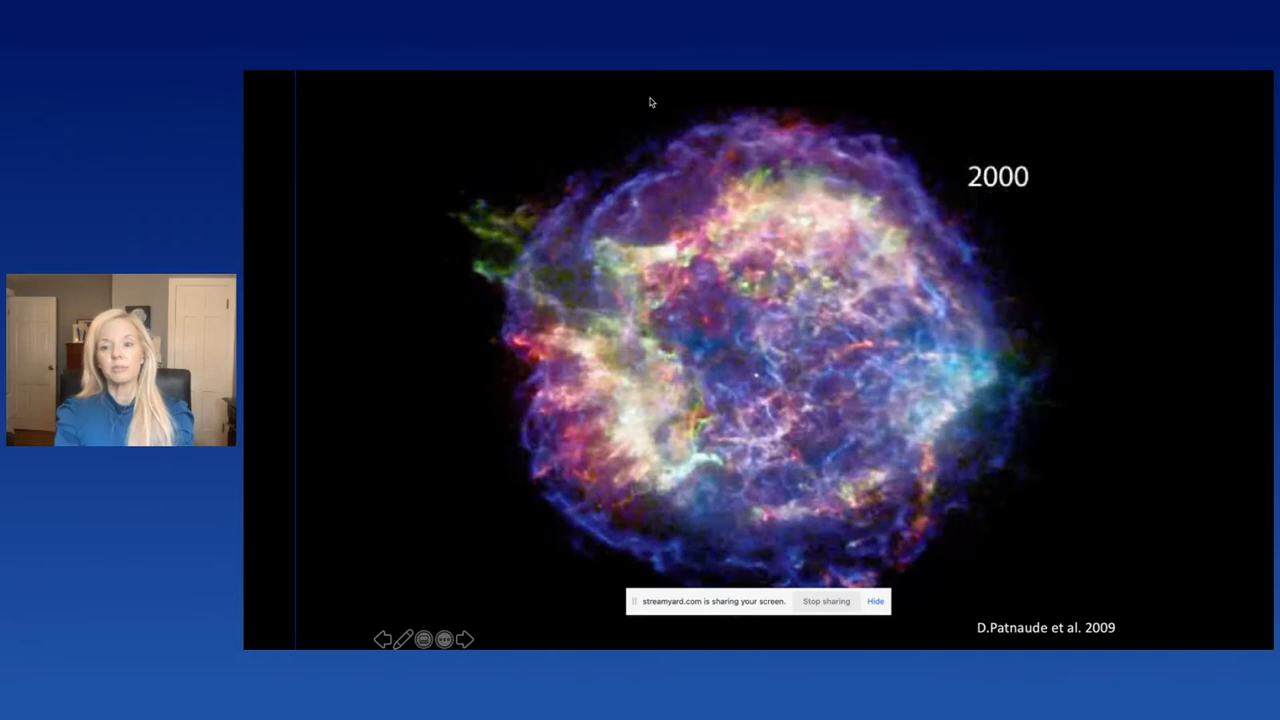 2000
streamyard.com is sharing your screen. Stop sharing Hide
D.Patnaude et al. 2009